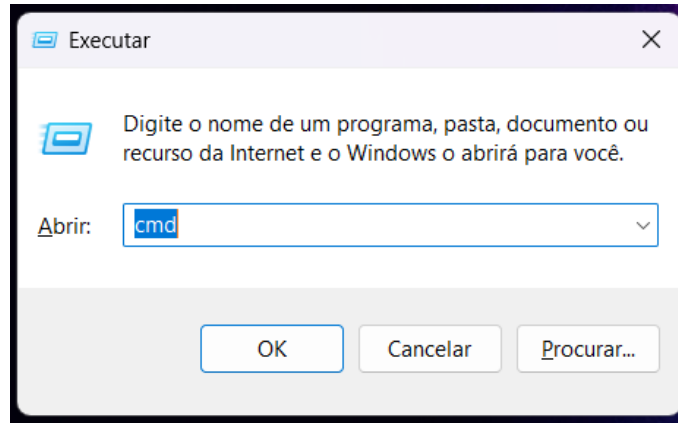 Executar
Digite o nome de um programa, pasta, documento ou
recurso da Internet e o Windows o abrirá para você.
Abrir: cmd
OK Cancelar Procurar...